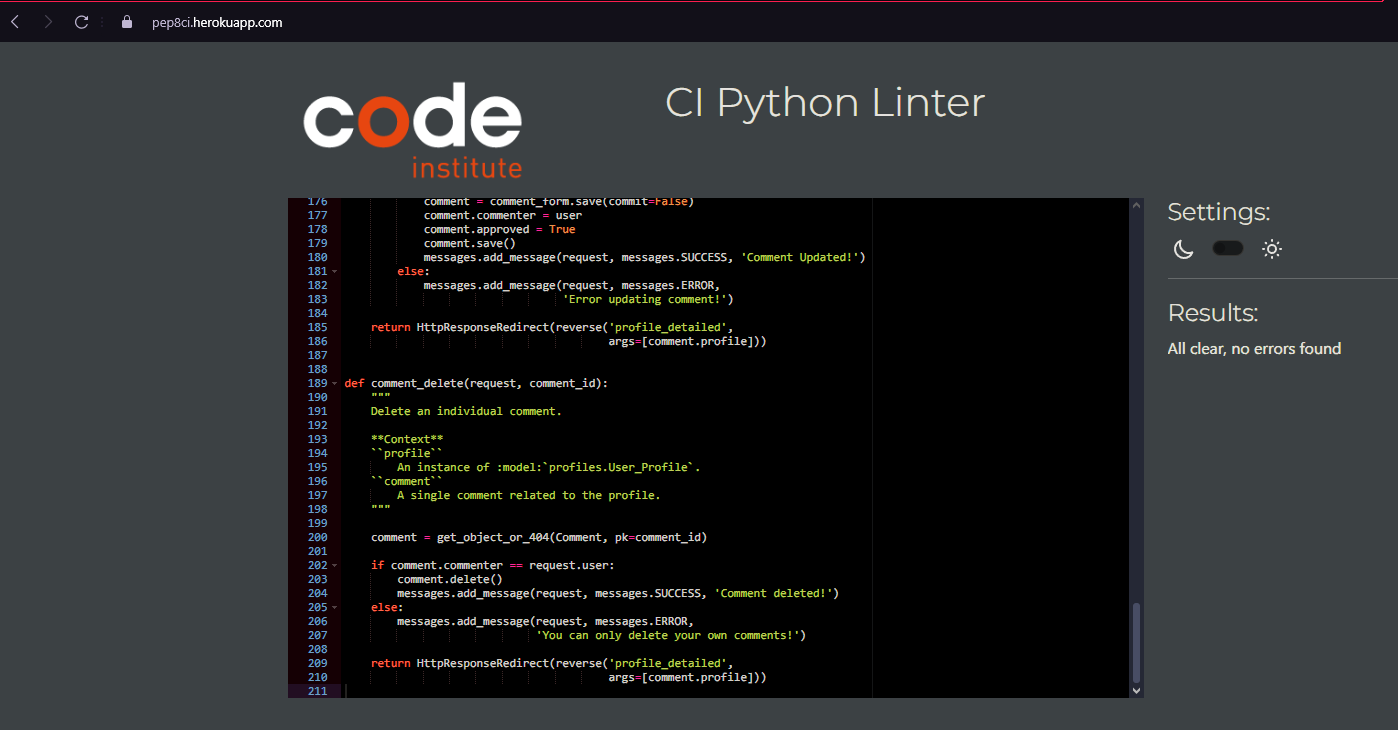 pep8ci.herokuapp.com
code
institute
CI Python Linter
176 comment = comment_form.save(commit=False)
177 comment.commenter = user
178 comment.approved = True
179 comment.save()
180 messages.add_message(request, messages.SUCCESS, 'Comment Updated!')
181 else:
182 messages.add_message(request, messages.ERROR,
183 'Error updating comment!')
184
185 return HttpResponseRedirect(reverse('profile_detailed',
186 args=[comment.profile]))
187
188
189 def comment_delete(request, comment_id):
190 """
191 Delete an individual comment.
192
193 **Context**
194 ``profile``
195 An instance of :model:`profiles.User_Profile`.
196 ``comment``
197 A single comment related to the profile.
198 """
199
200 comment = get_object_or_404(Comment, pk=comment_id)
201
202 if comment.commenter == request.user:
203 comment.delete()
204 messages.add_message(request, messages.SUCCESS, 'Comment deleted!')
205 else:
206 messages.add_message(request, messages.ERROR,
207 'You can only delete your own comments!')
208
209 return HttpResponseRedirect(reverse('profile_detailed',
210 args=[comment.profile]))
211
Settings:
Results:
All clear, no errors found